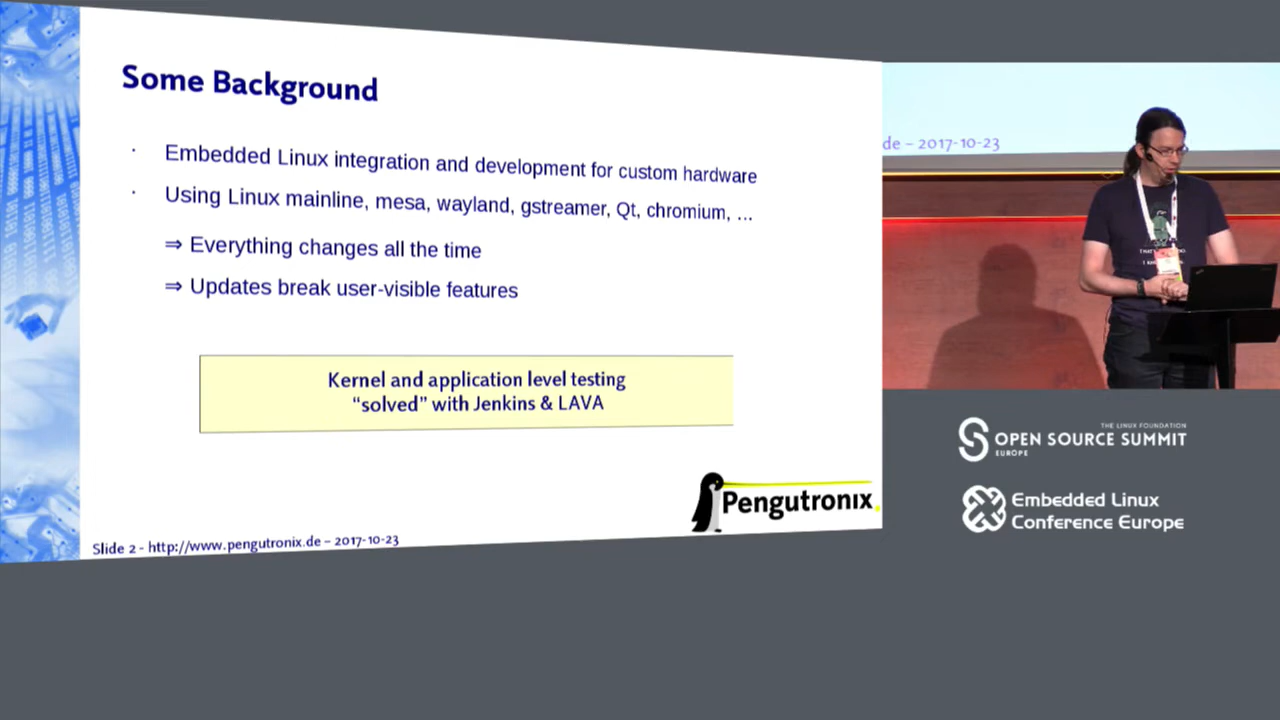 Some Background
· Embedded Linux integration and development for custom hardware
· Using Linux mainline, mesa, wayland, gstreamer, Qt, chromium, ...
⇒ Everything changes all the time
⇒ Updates break user-visible features
Kernel and application level testing
“solved” with Jenkins & LAVA
Pengutronix
Slide 2 - http://www.pengutronix.de – 2017-10-23
de – 2017-10-23
THE LINUX FOUNDATION
OPEN SOURCE SUMMIT
EUROPE
Embedded Linux
Conference Europe